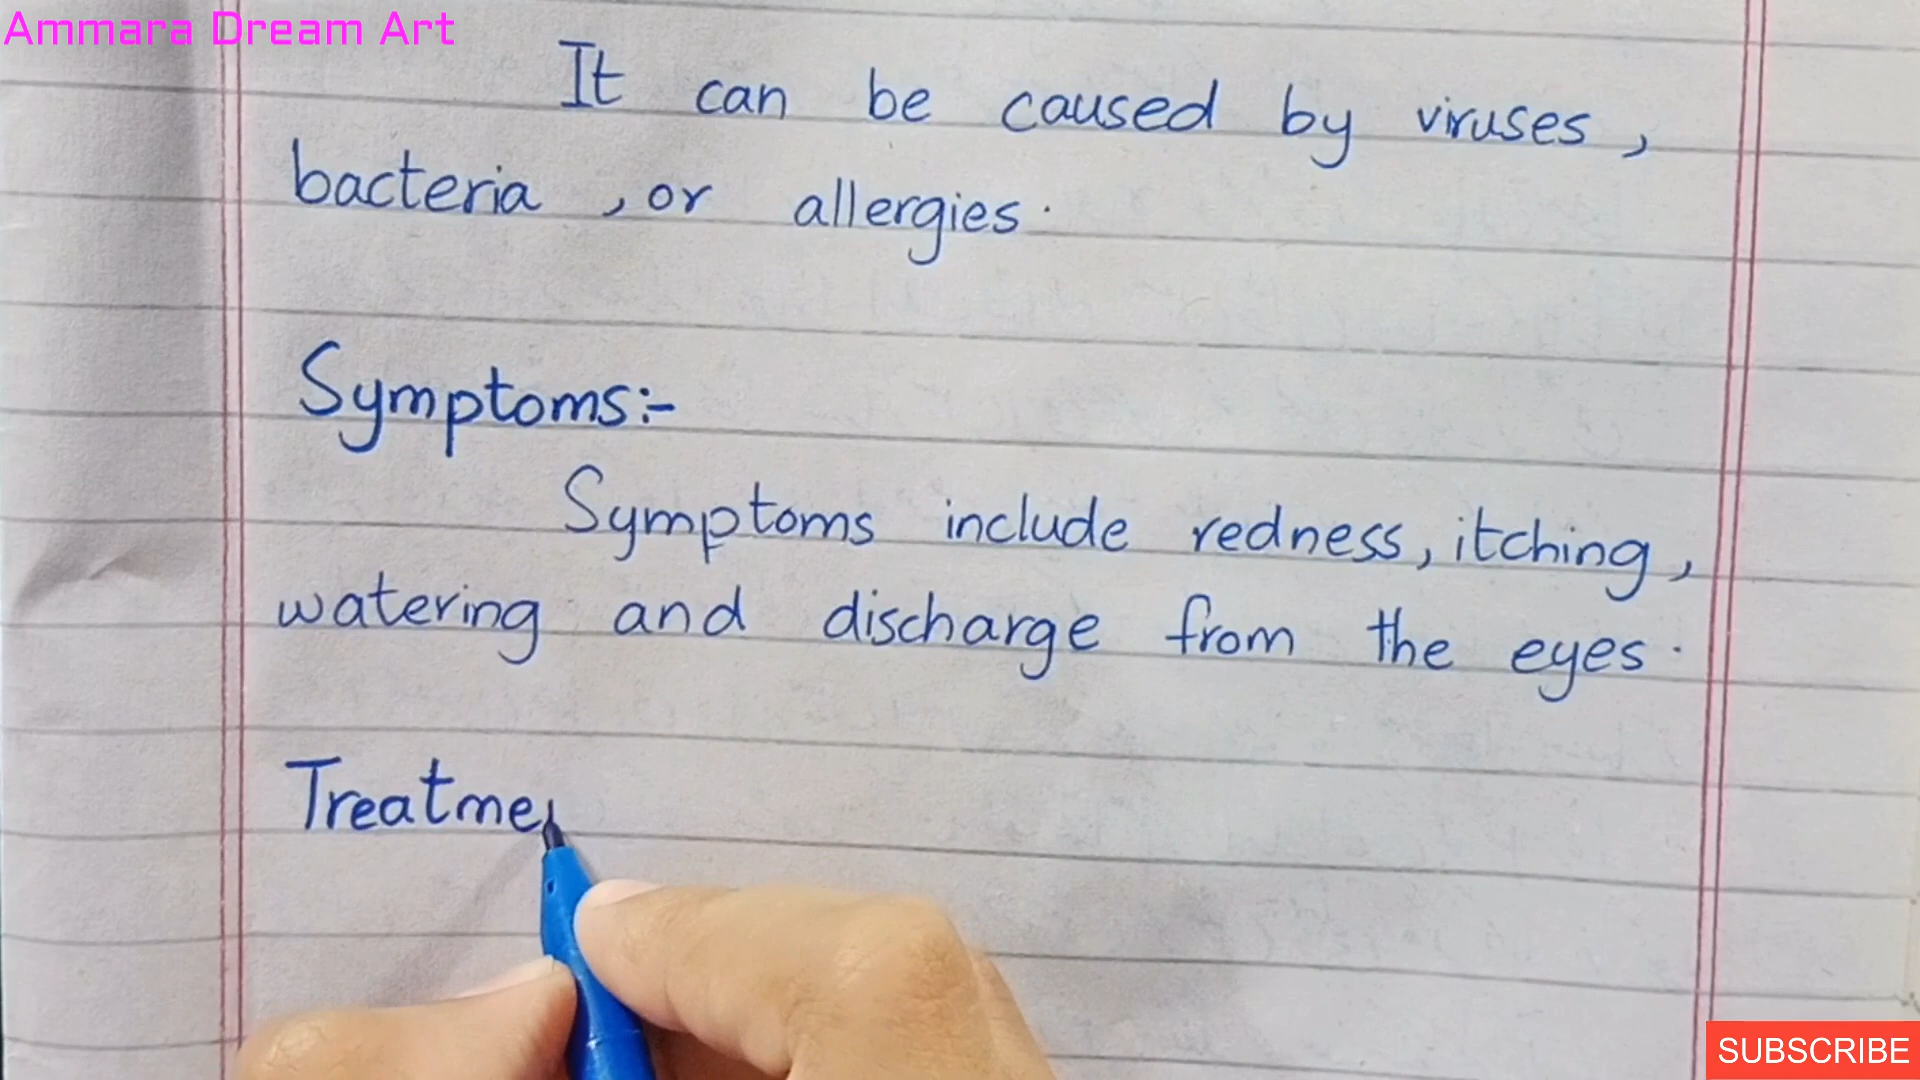 Ammara Dream Art
It can be caused by viruses,
bacteria, or allergies.
Symptoms:-
Symptoms include redness, itching,
watering and discharge from the eyes.
Treatme
SUBSCRIBE